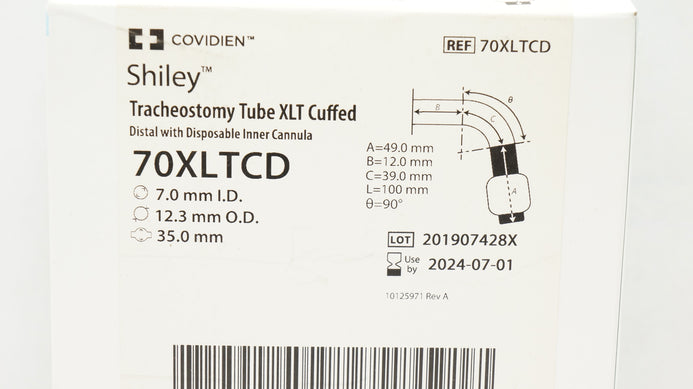 COVIDIEN™
REF 70XLTCD
Shiley™
Tracheostomy Tube XLT Cuffed
Distal with Disposable Inner Cannula
70XLTCD
7.0 mm I.D.
12.3 mm O.D.
35.0 mm
θ
B
C
A
A=49.0 mm
B=12.0 mm
C=39.0 mm
L=100 mm
θ=90°
LOT 201907428X
Use by 2024-07-01
10125971 Rev A